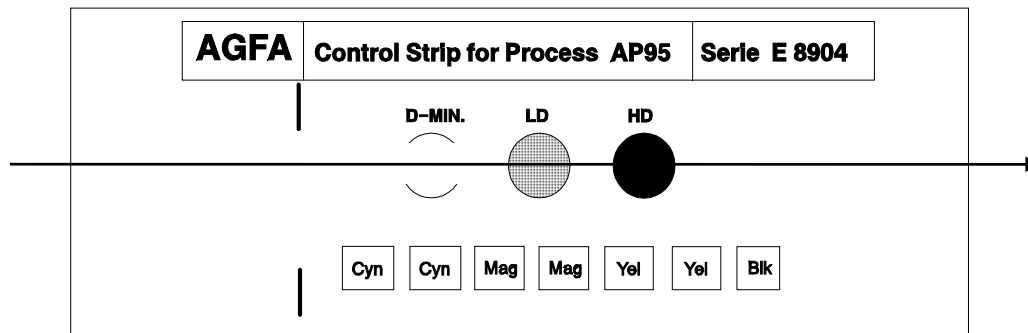 AGFA Control Strip for Process AP95 Serie E 8904
D-MIN. LD HD
Cyn Cyn Mag Mag Yel Yel Blk